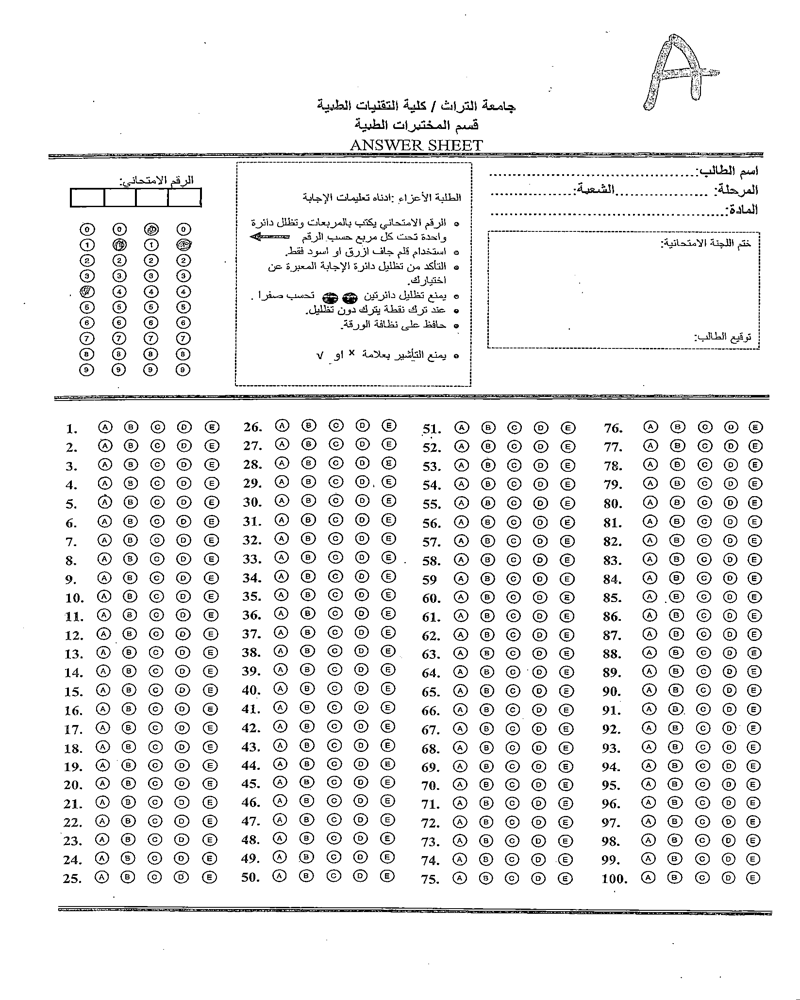 A
جامعة التراث / كلية التقنيات الطبية
قسم المختبرات الطبية
ANSWER SHEET
اسم الطالب:......................................
المرحلة: ......................الشعبة:..................
المادة:...............................................
ختم اللجنة الامتحانية:
توقيع الطالب:
الطلبة الأعزاء :ادناه تعليمات الإجابة
• الرقم الامتحاني يكتب بالمربعات وتظلل دائرة
واحدة تحت كل مربع حسب الرقم
• استخدام قلم جاف ازرق او اسود فقط.
• التأكد من تظليل دائرة الإجابة المعبرة عن
اختيارك.
• يمنع تظليل دائرتين تحسب صفرا .
• عند ترك نقطة يترك دون تظليل.
• حافظ على نظافة الورقة.
• يمنع التأشير بعلامة × او √
الرقم الامتحاني:
0 0 0
1 1
2 2 2 2
3 3 3 3
4 4 4
5 5 5 5
6 6 6 6
7 7 7 7
8 8 8 8
9 9 9 9
1. A B C D E
2. A B C D E
3. A B C D E
4. A B C D E
5. A B C D E
6. A B C D E
7. A B C D E
8. A B C D E
9. A B C D E
10. A B C D E
11. A B C D E
12. A B C D E
13. A B C D E
14. A B C D E
15. A B C D E
16. A B C D E
17. A B C D E
18. A B C D E
19. A B C D E
20. A B C D E
21. A B C D E
22. A B C D E
23. A B C D E
24. A B C D E
25. A B C D E
26. A B C D E
27. A B C D E
28. A B C D E
29. A B C D E
30. A B C D E
31. A B C D E
32. A B C D E
33. A B C D E
34. A B C D E
35. A B C D E
36. A B C D E
37. A B C D E
38. A B C D E
39. A B C D E
40. A B C D E
41. A B C D E
42. A B C D E
43. A B C D E
44. A B C D E
45. A B C D E
46. A B C D E
47. A B C D E
48. A B C D E
49. A B C D E
50. A B C D E
51. A B C D E
52. A B C D E
53. A B C D E
54. A B C D E
55. A B C D E
56. A B C D E
57. A B C D E
58. A B C D E
59 A B C D E
60. A B C D E
61. A B C D E
62. A B C D E
63. A B C D E
64. A B C D E
65. A B C D E
66. A B C D E
67. A B C D E
68. A B C D E
69. A B C D E
70. A B C D E
71. A B C D E
72. A B C D E
73. A B C D E
74. A B C D E
75. A B C D E
76. A B C D E
77. A B C D E
78. A B C D E
79. A B C D E
80. A B C D E
81. A B C D E
82. A B C D E
83. A B C D E
84. A B C D E
85. A B C D E
86. A B C D E
87. A B C D E
88. A B C D E
89. A B C D E
90. A B C D E
91. A B C D E
92. A B C D E
93. A B C D E
94. A B C D E
95. A B C D E
96. A B C D E
97. A B C D E
98. A B C D E
99. A B C D E
100. A B C D E